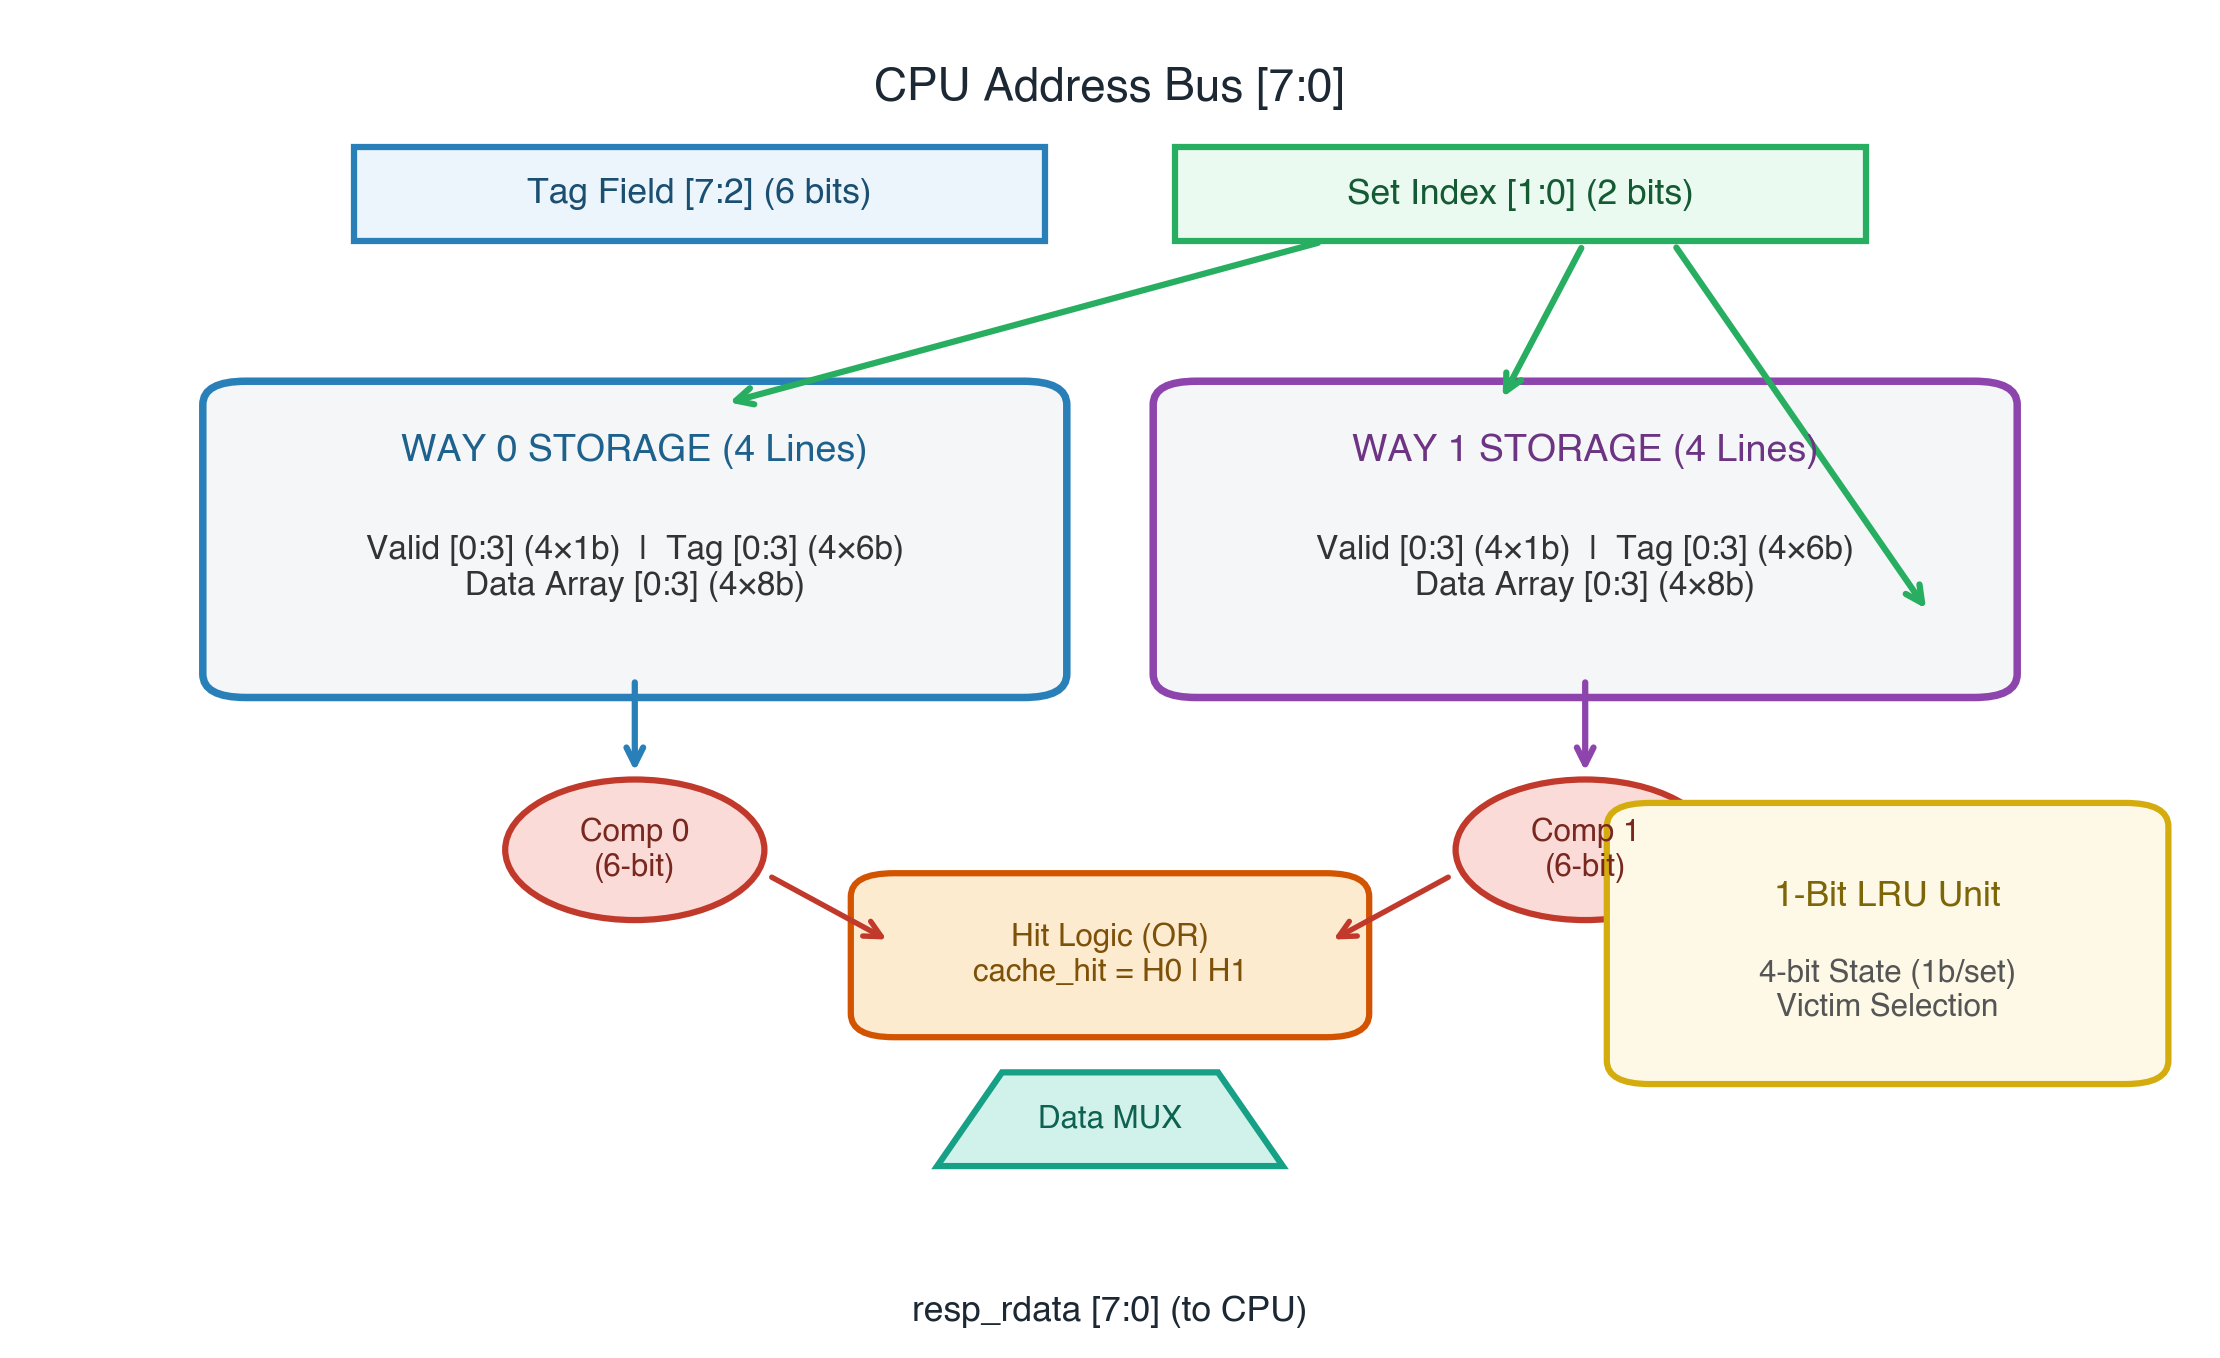 CPU Address Bus [7:0]
Tag Field [7:2] (6 bits)
Set Index [1:0] (2 bits)
WAY 0 STORAGE (4 Lines)
Valid [0:3] (4×1b) | Tag [0:3] (4×6b)
Data Array [0:3] (4×8b)
WAY 1 STORAGE (4 Lines)
Valid [0:3] (4×1b) | Tag [0:3] (4×6b)
Data Array [0:3] (4×8b)
Comp 0
(6-bit)
Comp 1
(6-bit)
Hit Logic (OR)
cache_hit = H0 | H1
1-Bit LRU Unit
4-bit State (1b/set)
Victim Selection
Data MUX
resp_rdata [7:0] (to CPU)